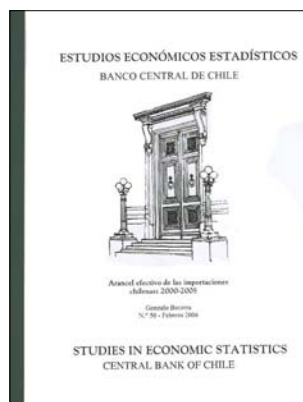 ESTUDIOS ECONÓMICOS ESTADÍSTICOS
BANCO CENTRAL DE CHILE
Arancel efectivo de las importaciones
chilenas: 2000-2005
Gonzalo Becerra
N.º 50 - Febrero 2006
STUDIES IN ECONOMIC STATISTICS
CENTRAL BANK OF CHILE